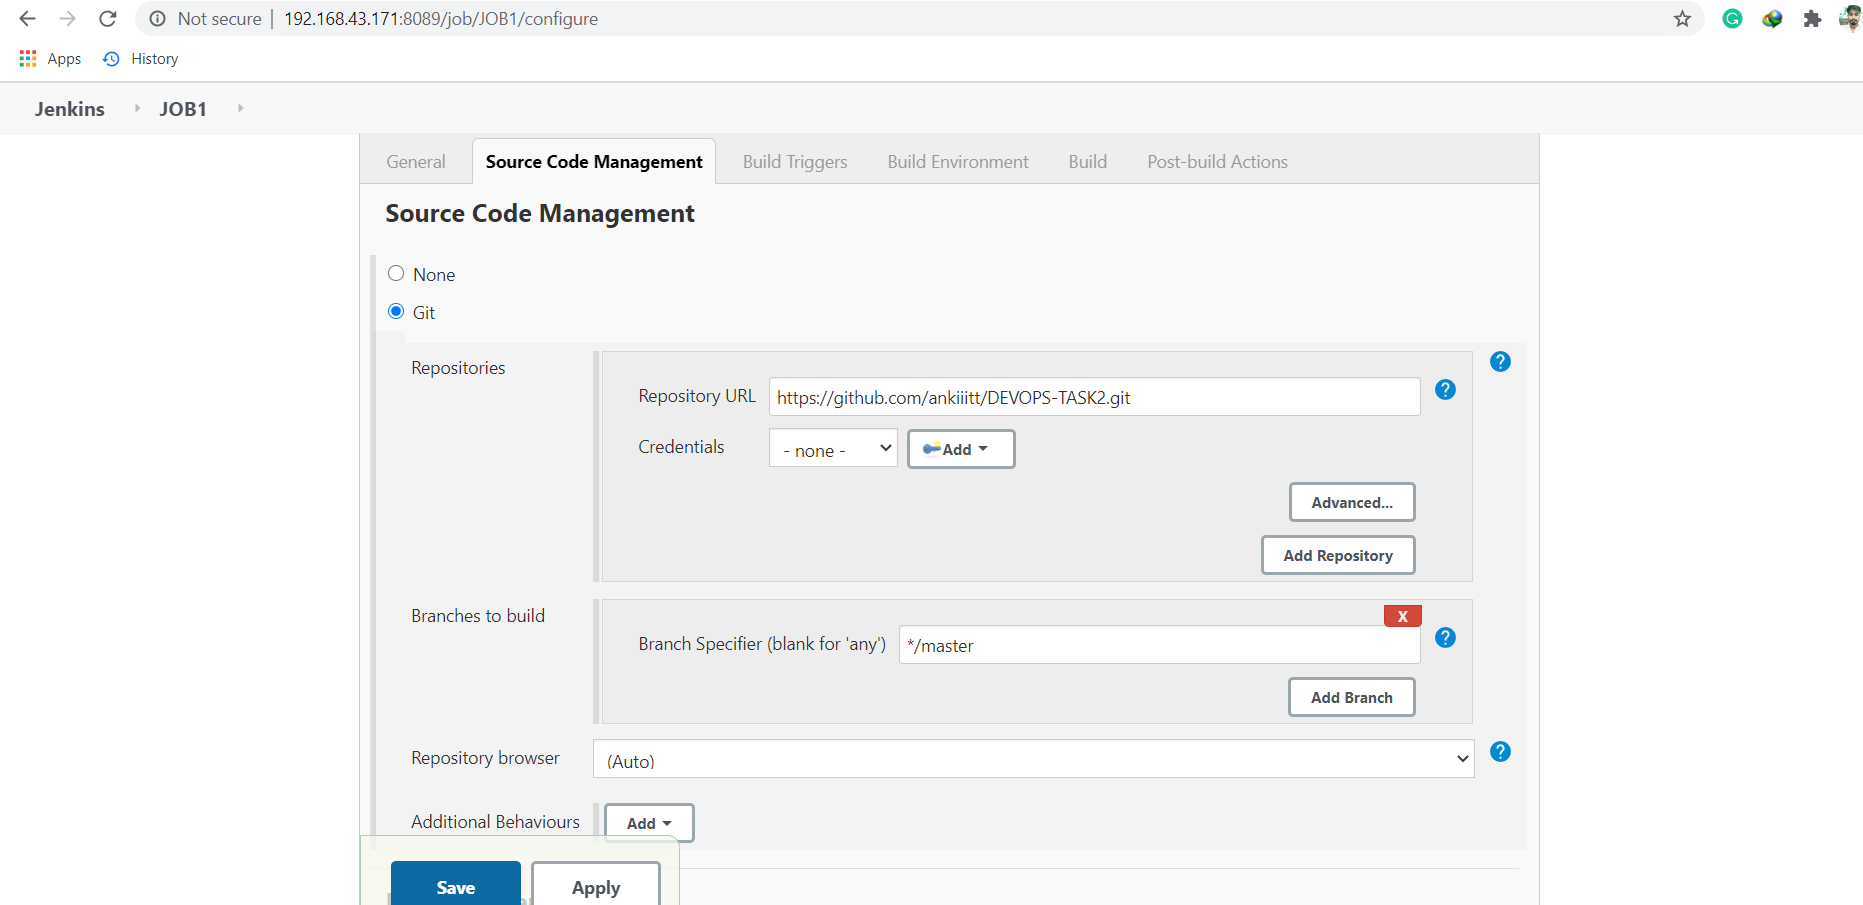 Not secure | 192.168.43.171:8089/job/JOB1/configure
Apps History
Jenkins JOB1
General Source Code Management Build Triggers Build Environment Build Post-build Actions
Source Code Management
None
Git
Repositories
?
Repository URL https://github.com/ankiiitt/DEVOPS-TASK2.git ?
Credentials - none - Add
Advanced...
Add Repository
Branches to build
X
Branch Specifier (blank for 'any') */master ?
Add Branch
Repository browser (Auto) ?
Additional Behaviours Add
Save Apply